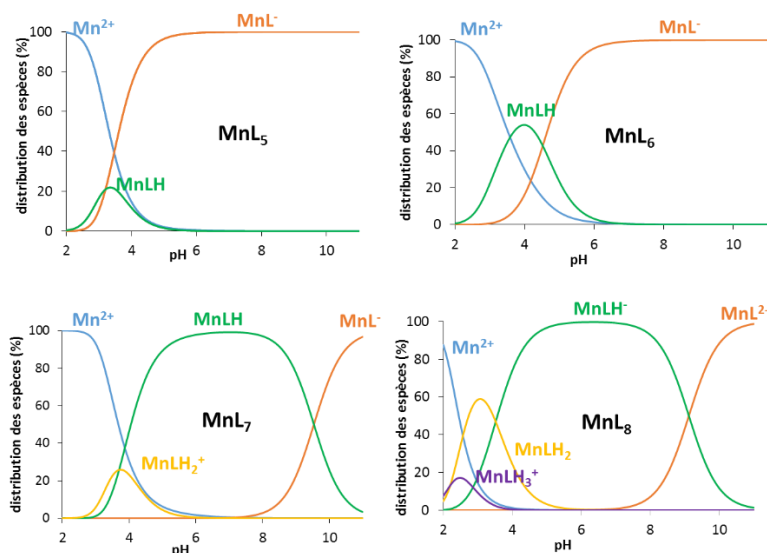 Mn²⁺ MnL⁻
distribution des espèces (%)
100
80
60
40
20
0
MnL₅
MnLH
2 4 6 8 10
pH
Mn²⁺ MnL⁻
distribution des espèces (%)
100
80
60
40
20
0
MnLH
MnL₆
2 4 6 8 10
pH
Mn²⁺ MnLH MnL⁻
distribution des espèces (%)
100
80
60
40
20
0
MnL₇
MnLH₂⁺
2 4 6 8 10
pH
MnLH⁻ MnL²⁻
Mn²⁺
distribution des espèces (%)
100
80
60
40
20
0
MnL₈
MnLH₂
MnLH₃⁺
2 4 6 8 10
pH